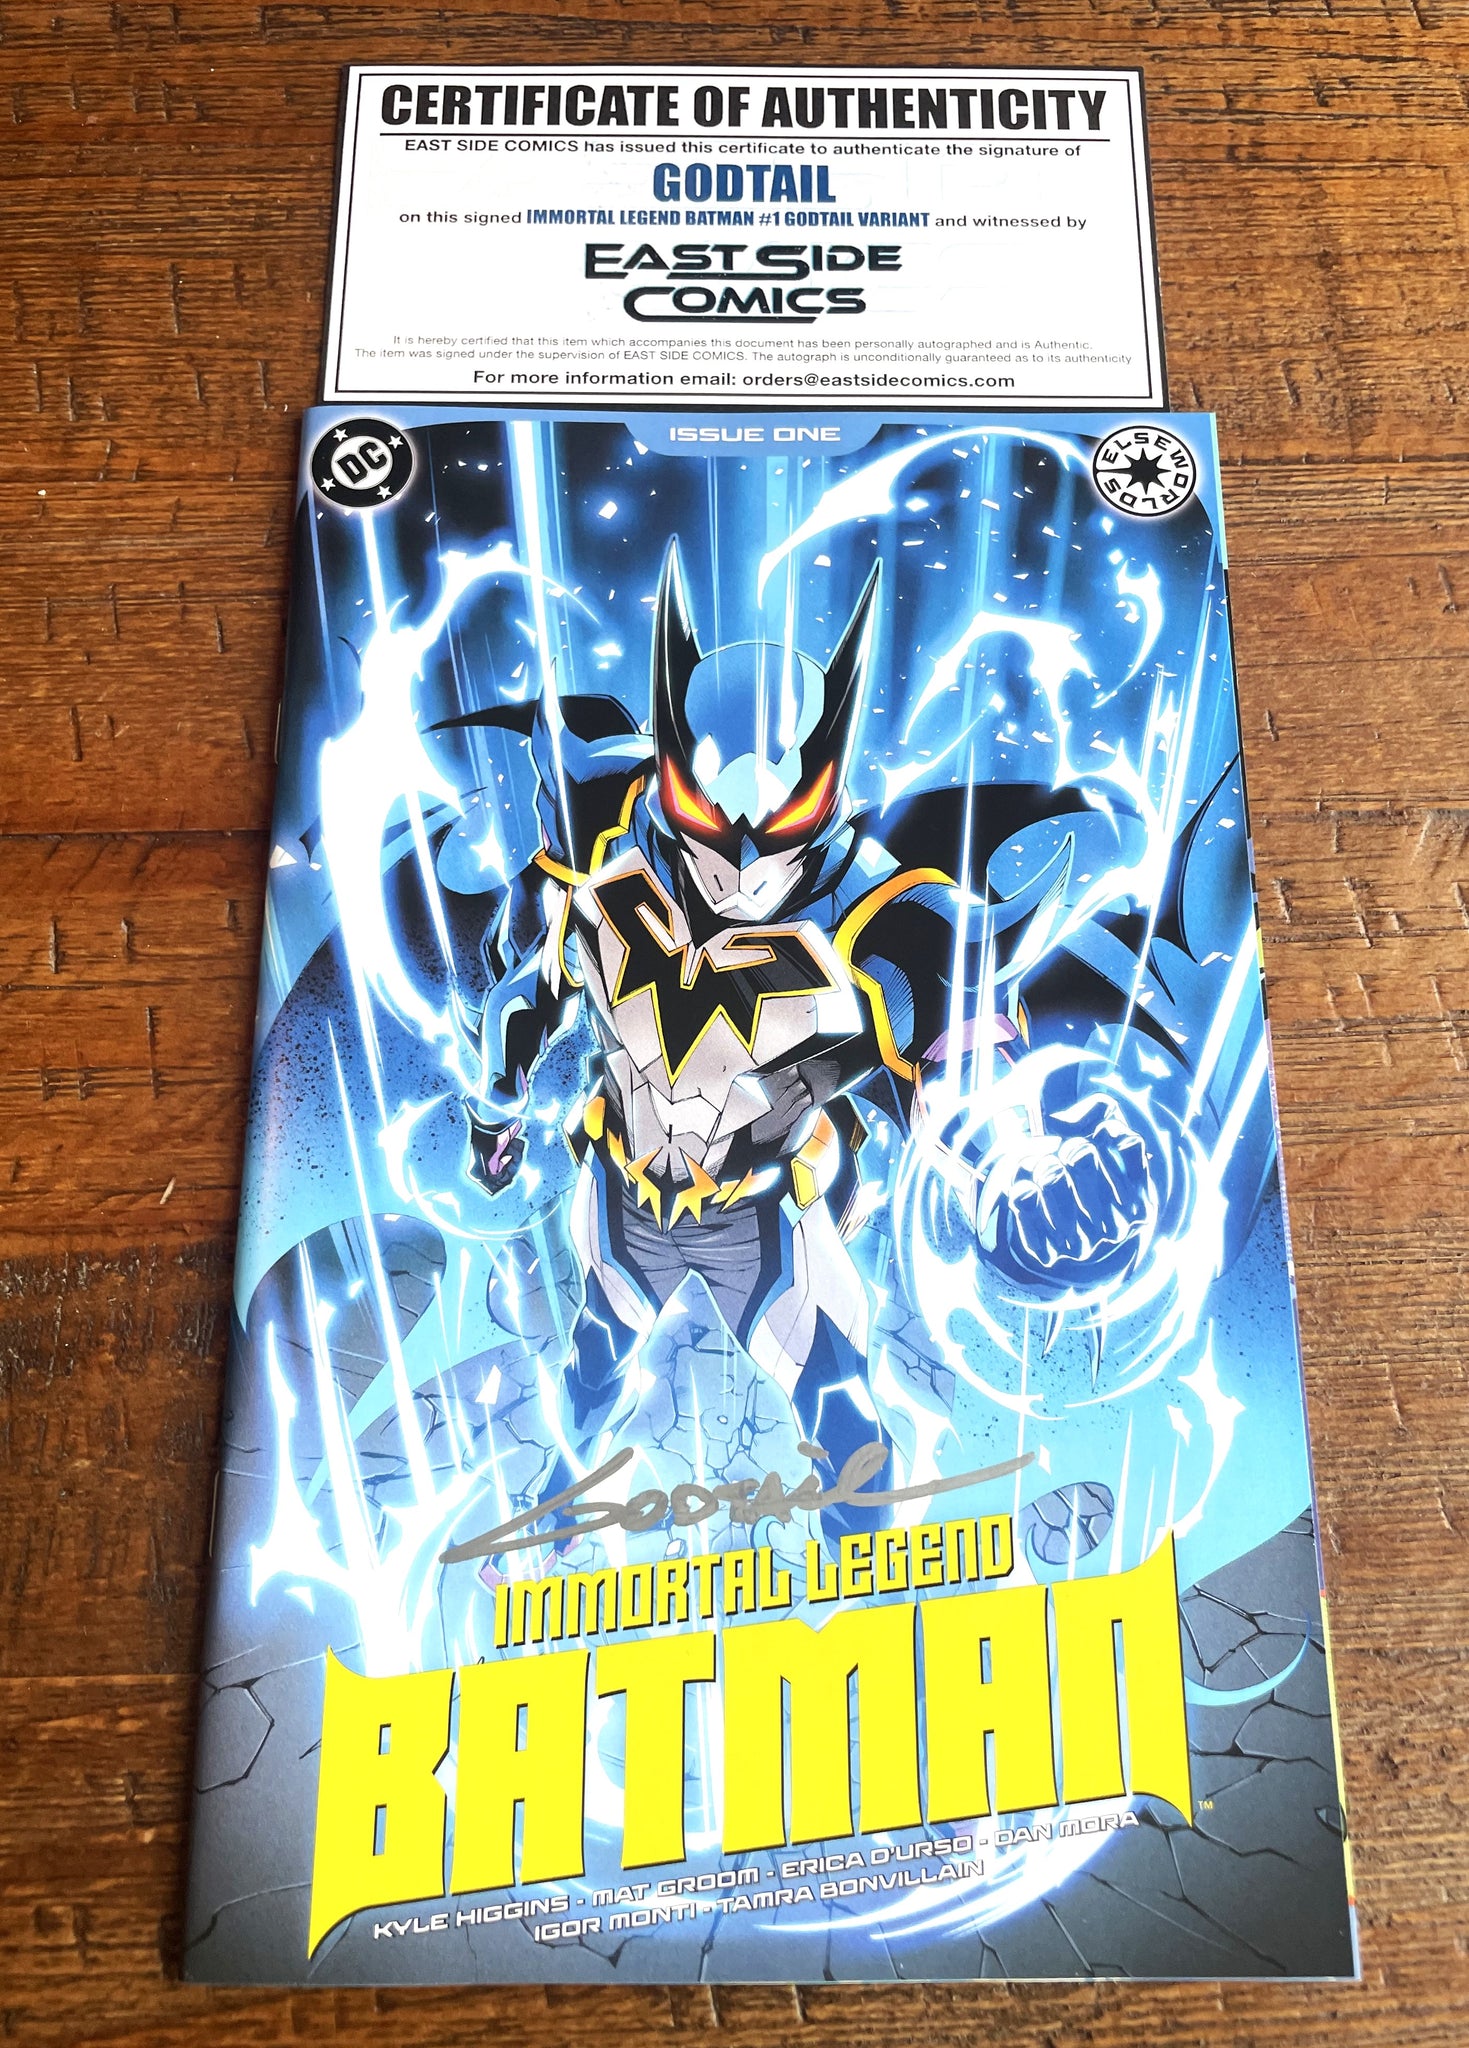 CERTIFICATE OF AUTHENTICITY
EAST SIDE COMICS has issued this certificate to authenticate the signature of
GODTAIL
on this signed IMMORTAL LEGEND BATMAN #1 GODTAIL VARIANT and witnessed by
EAST SIDE
COMICS
It is hereby certified that this item which accompanies this document has been personally autographed and is Authentic.
The item was signed under the supervision of EAST SIDE COMICS. The autograph is unconditionally guaranteed as to its authenticity
For more information email: orders@eastsidecomics.com
DC
ISSUE ONE
ELSEWORLDS
GODTAIL
IMMORTAL LEGEND
BATMAN™
KYLE HIGGINS - MAT GROOM - ERICA D'URSO - DAN MORA
IGOR MONTI - TAMRA BONVILLAIN